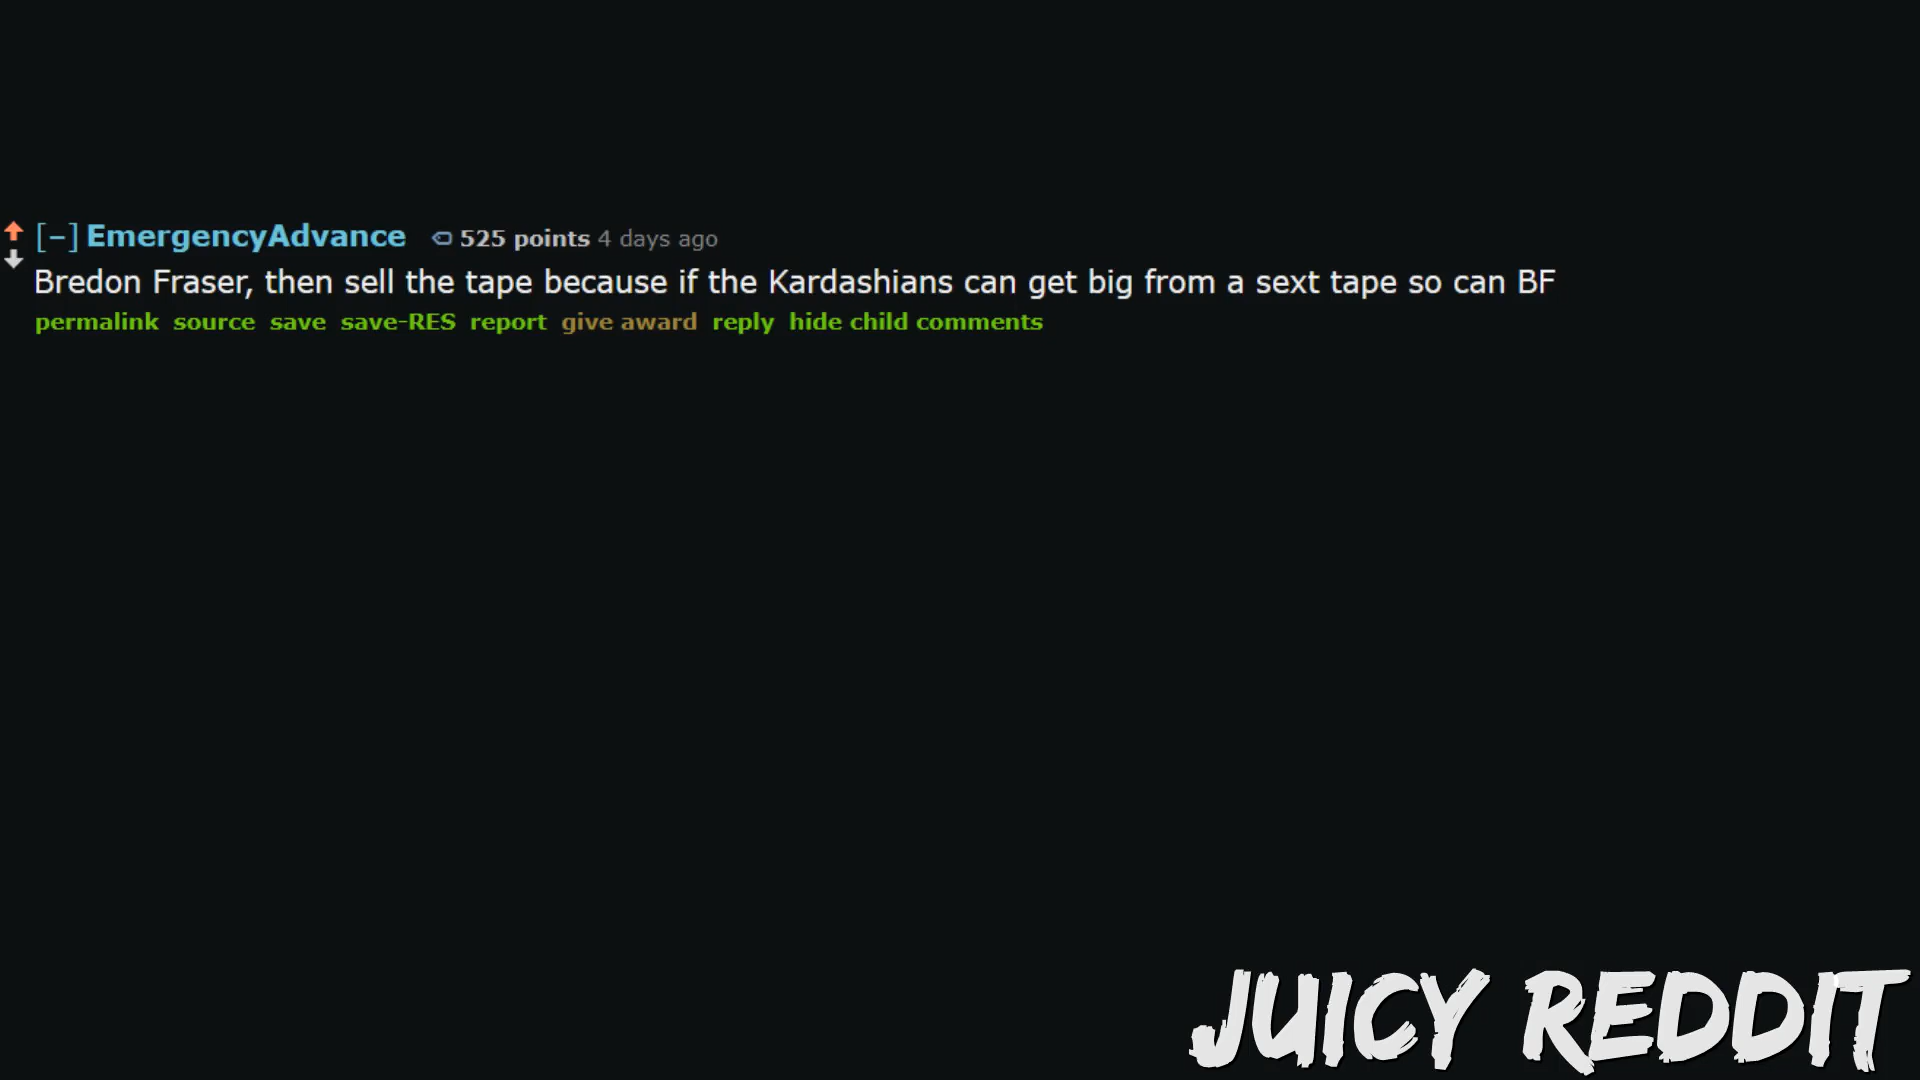 [–] EmergencyAdvance 525 points 4 days ago
Bredon Fraser, then sell the tape because if the Kardashians can get big from a sext tape so can BF
permalink source save save-RES report give award reply hide child comments
JUICY REDDIT